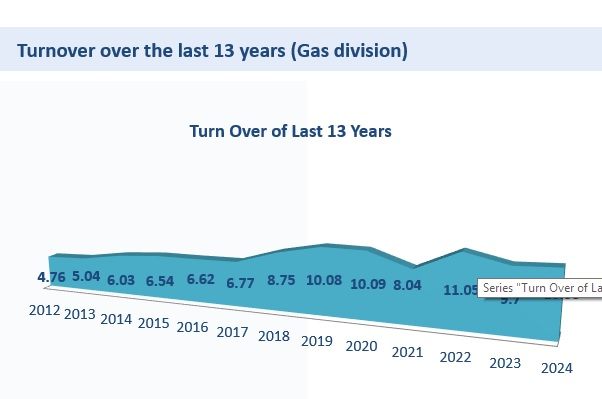 Turnover over the last 13 years (Gas division)
Turn Over of Last 13 Years
4.76 5.04 6.03 6.54 6.62 6.77 8.75 10.08 10.09 8.04 11.05 9.7
Series "Turn Over of La
2012 2013 2014 2015 2016 2017 2018 2019 2020 2021 2022 2023 2024